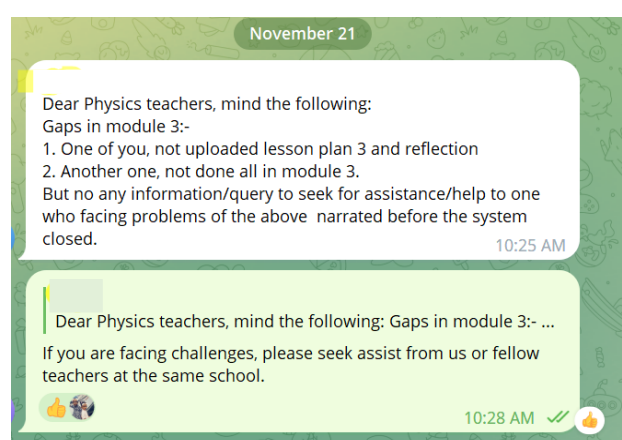 November 21
Dear Physics teachers, mind the following:
Gaps in module 3:-
1. One of you, not uploaded lesson plan 3 and reflection
2. Another one, not done all in module 3.
But no any information/query to seek for assistance/help to one
who facing problems of the above narrated before the system
closed.
10:25 AM
Dear Physics teachers, mind the following: Gaps in module 3:- ...
If you are facing challenges, please seek assist from us or fellow
teachers at the same school.
10:28 AM